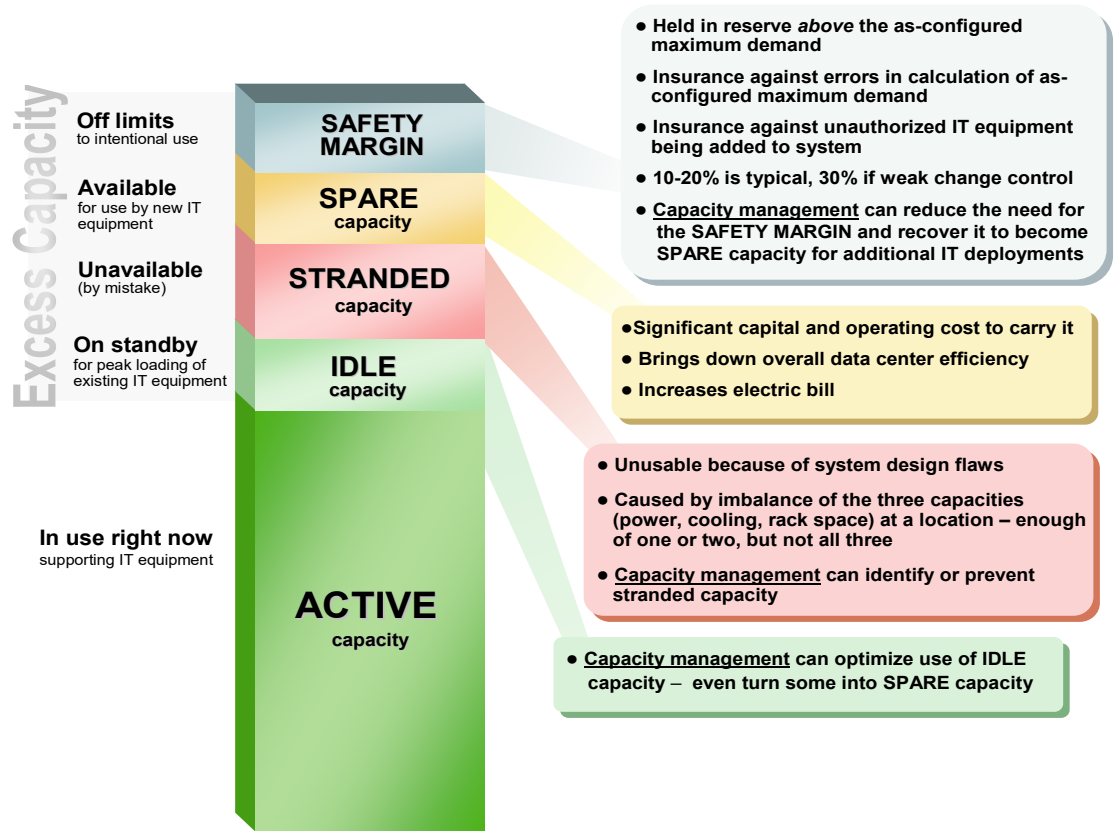 Excess Capacity
Off limits
to intentional use
Available
for use by new IT
equipment
Unavailable
(by mistake)
On standby
for peak loading of
existing IT equipment
In use right now
supporting IT equipment
SAFETY
MARGIN
SPARE
capacity
STRANDED
capacity
IDLE
capacity
ACTIVE
capacity
● Held in reserve above the as-configured
maximum demand
● Insurance against errors in calculation of as-
configured maximum demand
● Insurance against unauthorized IT equipment
being added to system
● 10-20% is typical, 30% if weak change control
● Capacity management can reduce the need for
the SAFETY MARGIN and recover it to become
SPARE capacity for additional IT deployments
●Significant capital and operating cost to carry it
● Brings down overall data center efficiency
● Increases electric bill
● Unusable because of system design flaws
● Caused by imbalance of the three capacities
(power, cooling, rack space) at a location – enough
of one or two, but not all three
● Capacity management can identify or prevent
stranded capacity
● Capacity management can optimize use of IDLE
capacity – even turn some into SPARE capacity